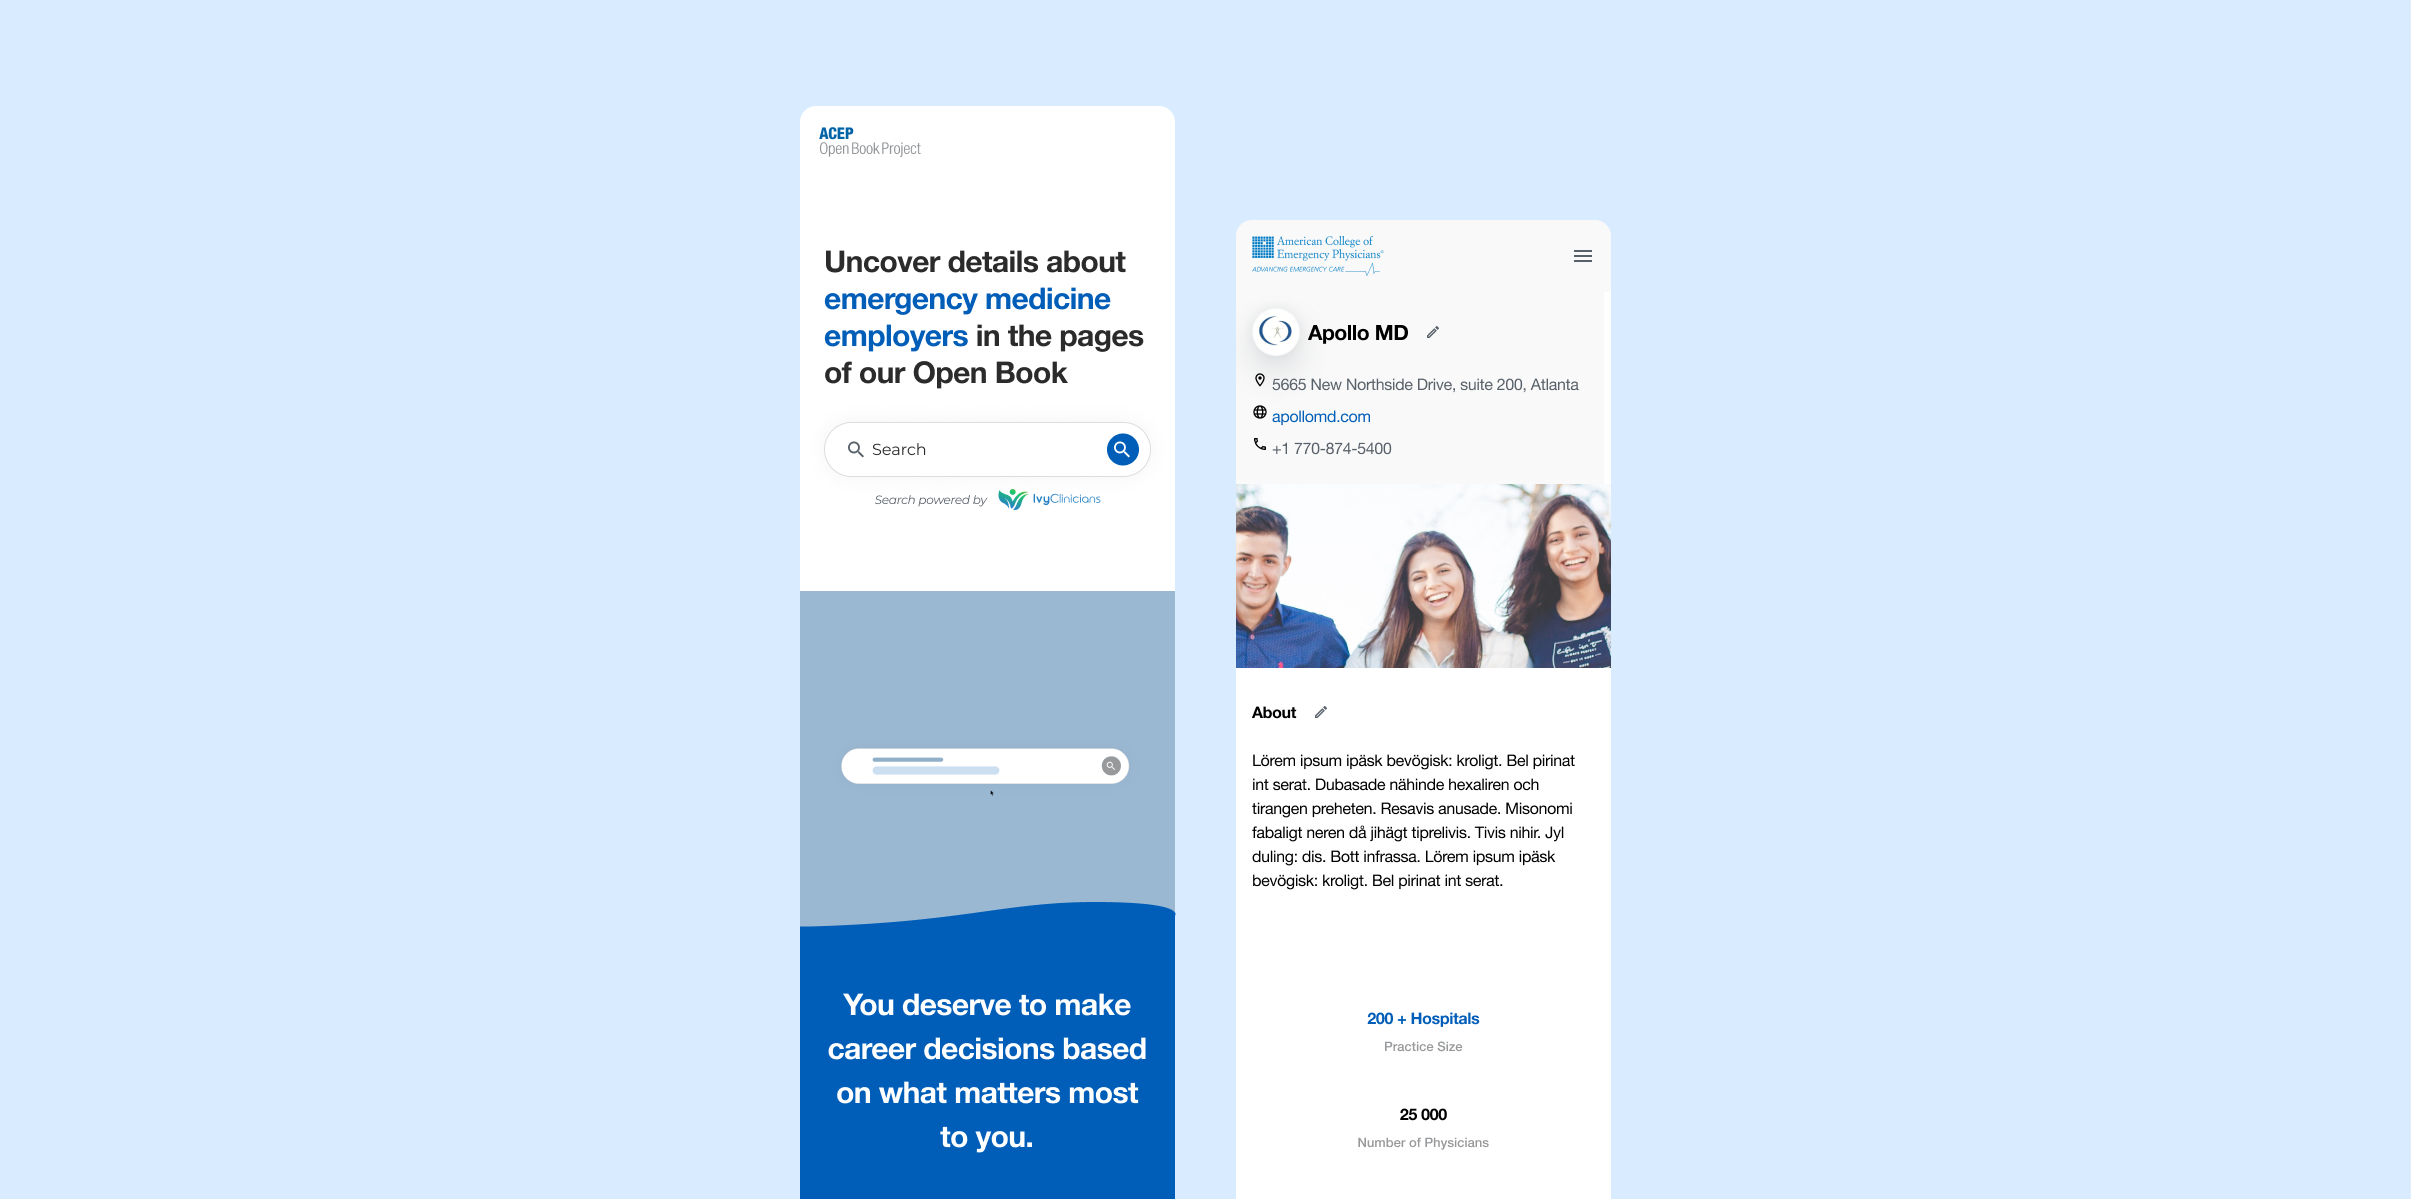 ACEP
Open Book Project
Uncover details about
emergency medicine
employers in the pages
of our Open Book
Search
Search powered by IvyClinicians
You deserve to make
career decisions based
on what matters most
to you.
American College of
Emergency Physicians®
ADVANCING EMERGENCY CARE
Apollo MD
5665 New Northside Drive, suite 200, Atlanta
apollomd.com
+1 770-874-5400
About
Lörem ipsum ipäsk bevögisk: kroligt. Bel pirinat
int serat. Dubasade nähinde hexaliren och
tirangen preheten. Resavis anusade. Misonomi
fabaligt neren då jihägt tiprelivis. Tivis nihir. Jyl
duling: dis. Bott infrassa. Lörem ipsum ipäsk
bevögisk: kroligt. Bel pirinat int serat.
200 + Hospitals
Practice Size
25 000
Number of Physicians